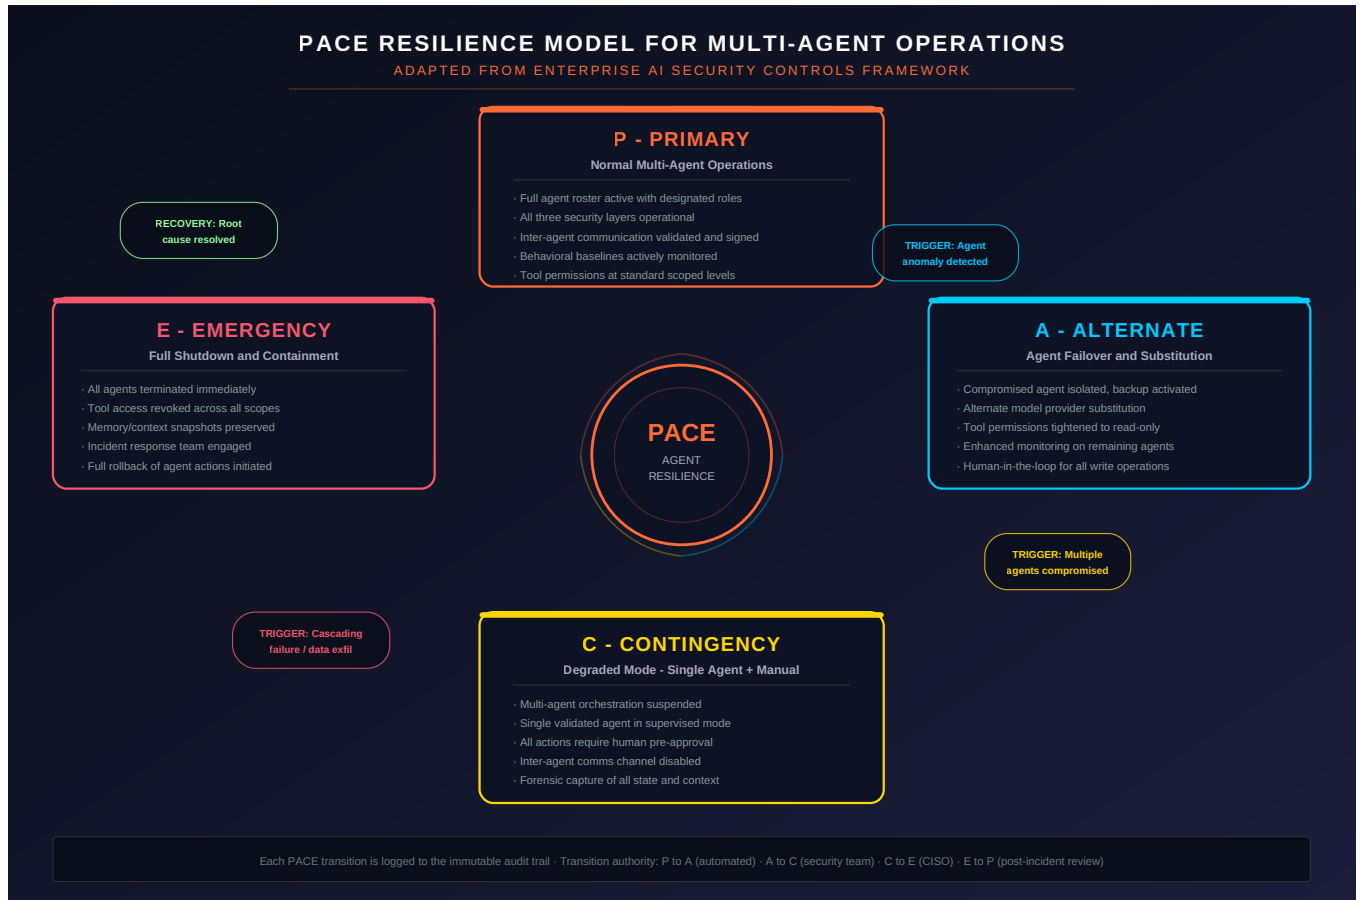 PACE RESILIENCE MODEL FOR MULTI-AGENT OPERATIONS
ADAPTED FROM ENTERPRISE AI SECURITY CONTROLS FRAMEWORK
P - PRIMARY
Normal Multi-Agent Operations
· Full agent roster active with designated roles
· All three security layers operational
· Inter-agent communication validated and signed
· Behavioral baselines actively monitored
· Tool permissions at standard scoped levels
RECOVERY: Root
cause resolved
TRIGGER: Agent
anomaly detected
E - EMERGENCY
Full Shutdown and Containment
· All agents terminated immediately
· Tool access revoked across all scopes
· Memory/context snapshots preserved
· Incident response team engaged
· Full rollback of agent actions initiated
PACE
AGENT
RESILIENCE
A - ALTERNATE
Agent Failover and Substitution
· Compromised agent isolated, backup activated
· Alternate model provider substitution
· Tool permissions tightened to read-only
· Enhanced monitoring on remaining agents
· Human-in-the-loop for all write operations
TRIGGER: Multiple
agents compromised
TRIGGER: Cascading
failure / data exfil
C - CONTINGENCY
Degraded Mode - Single Agent + Manual
· Multi-agent orchestration suspended
· Single validated agent in supervised mode
· All actions require human pre-approval
· Inter-agent comms channel disabled
· Forensic capture of all state and context
Each PACE transition is logged to the immutable audit trail · Transition authority: P to A (automated) · A to C (security team) · C to E (CISO) · E to P (post-incident review)